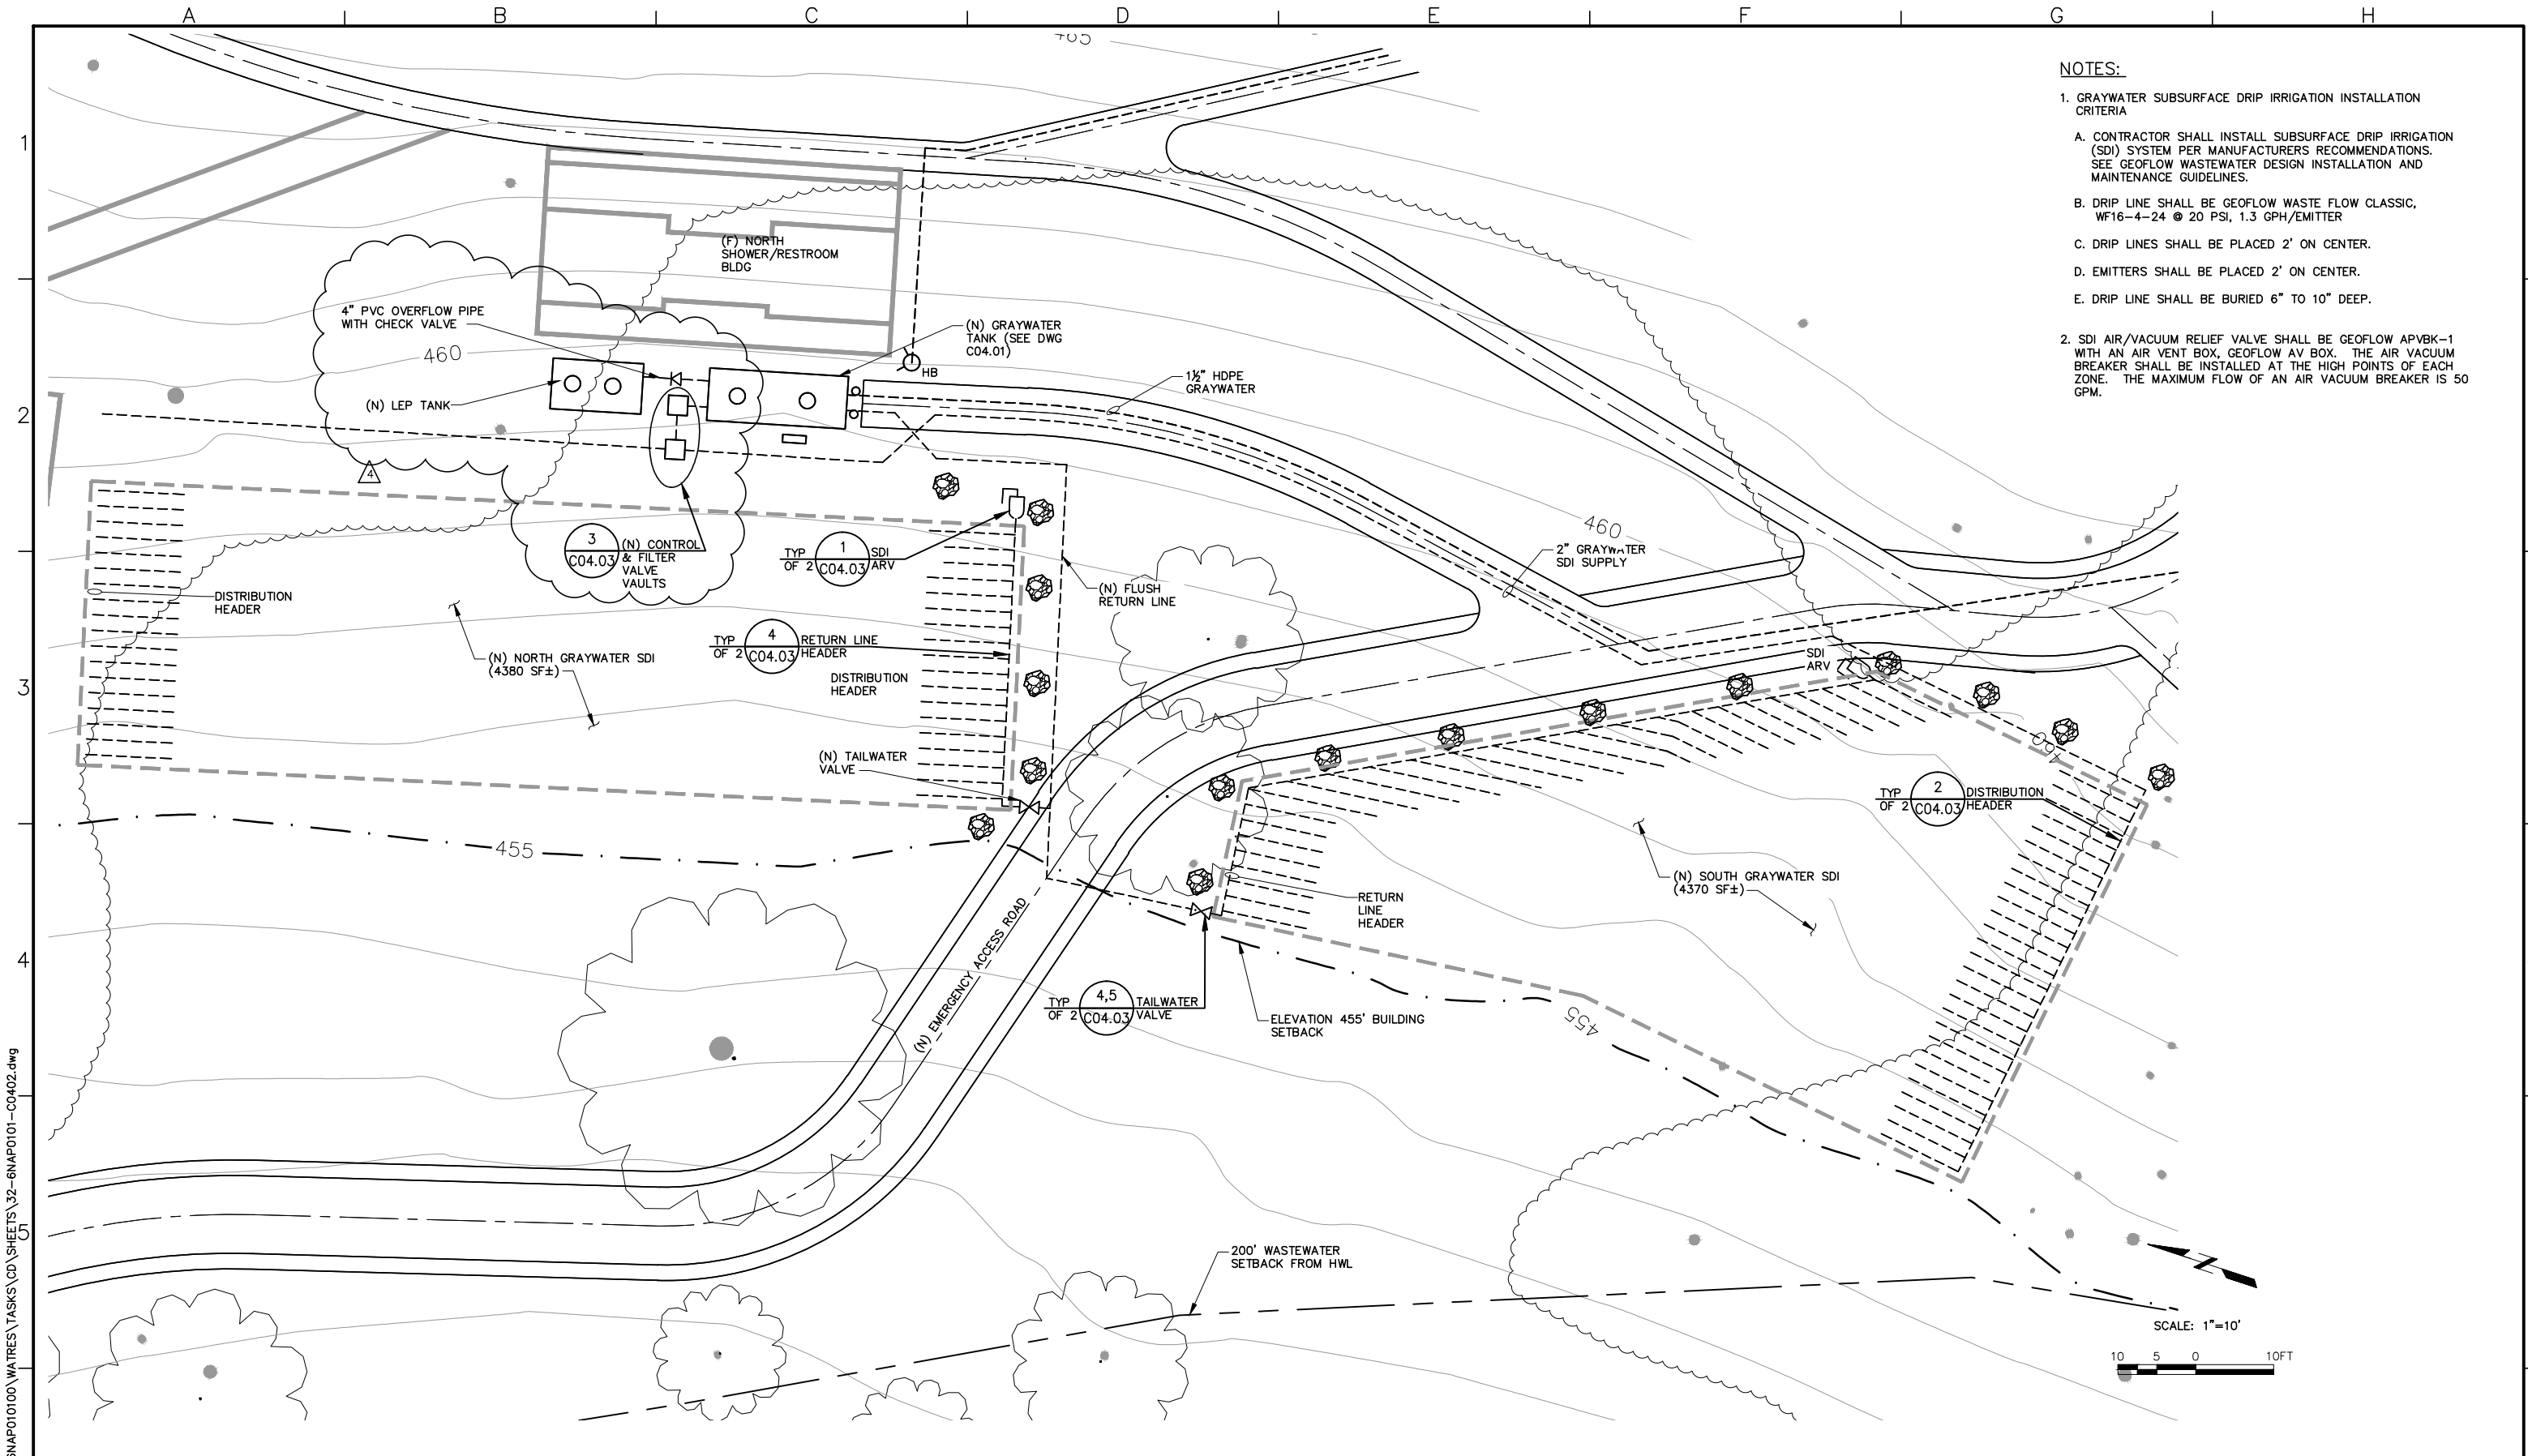 A
B
C
D
E
F
G
H
1
2
3
4
5
465
NOTES:
1. GRAYWATER SUBSURFACE DRIP IRRIGATION INSTALLATION
CRITERIA
A. CONTRACTOR SHALL INSTALL SUBSURFACE DRIP IRRIGATION
(SDI) SYSTEM PER MANUFACTURERS RECOMMENDATIONS.
SEE GEOFLOW WASTEWATER DESIGN INSTALLATION AND
MAINTENANCE GUIDELINES.
B. DRIP LINE SHALL BE GEOFLOW WASTE FLOW CLASSIC,
WF16-4-24 @ 20 PSI, 1.3 GPH/EMITTER
C. DRIP LINES SHALL BE PLACED 2' ON CENTER.
D. EMITTERS SHALL BE PLACED 2' ON CENTER.
E. DRIP LINE SHALL BE BURIED 6" TO 10" DEEP.
2. SDI AIR/VACUUM RELIEF VALVE SHALL BE GEOFLOW APVBK-1
WITH AN AIR VENT BOX, GEOFLOW AV BOX. THE AIR VACUUM
BREAKER SHALL BE INSTALLED AT THE HIGH POINTS OF EACH
ZONE. THE MAXIMUM FLOW OF AN AIR VACUUM BREAKER IS 50
GPM.
(F) NORTH
SHOWER/RESTROOM
BLDG
4" PVC OVERFLOW PIPE
WITH CHECK VALVE
460
(N) LEP TANK
(N) GRAYWATER
TANK (SEE DWG
C04.01)
HB
1½" HDPE
GRAYWATER
4
3
C04.03
(N) CONTROL
& FILTER
VALVE
VAULTS
TYP
OF 2
1
C04.03
SDI
ARV
460
2" GRAYWATER
SDI SUPPLY
(N) FLUSH
RETURN LINE
DISTRIBUTION
HEADER
(N) NORTH GRAYWATER SDI
(4380 SF±)
TYP
OF 2
4
C04.03
RETURN LINE
HEADER
DISTRIBUTION
HEADER
SDI
ARV
(N) TAILWATER
VALVE
TYP
OF 2
2
C04.03
DISTRIBUTION
HEADER
455
(N) SOUTH GRAYWATER SDI
(4370 SF±)
RETURN
LINE
HEADER
(N) EMERGENCY ACCESS ROAD
TYP
OF 2
4,5
C04.03
TAILWATER
VALVE
ELEVATION 455' BUILDING
SETBACK
455
200' WASTEWATER
SETBACK FROM HWL
N
SCALE: 1"=10'
10 5 0 10FT
6NAP010100\WATRES\TASKS\CD\SHEETS\32-6NAP0101-C0402.dwg